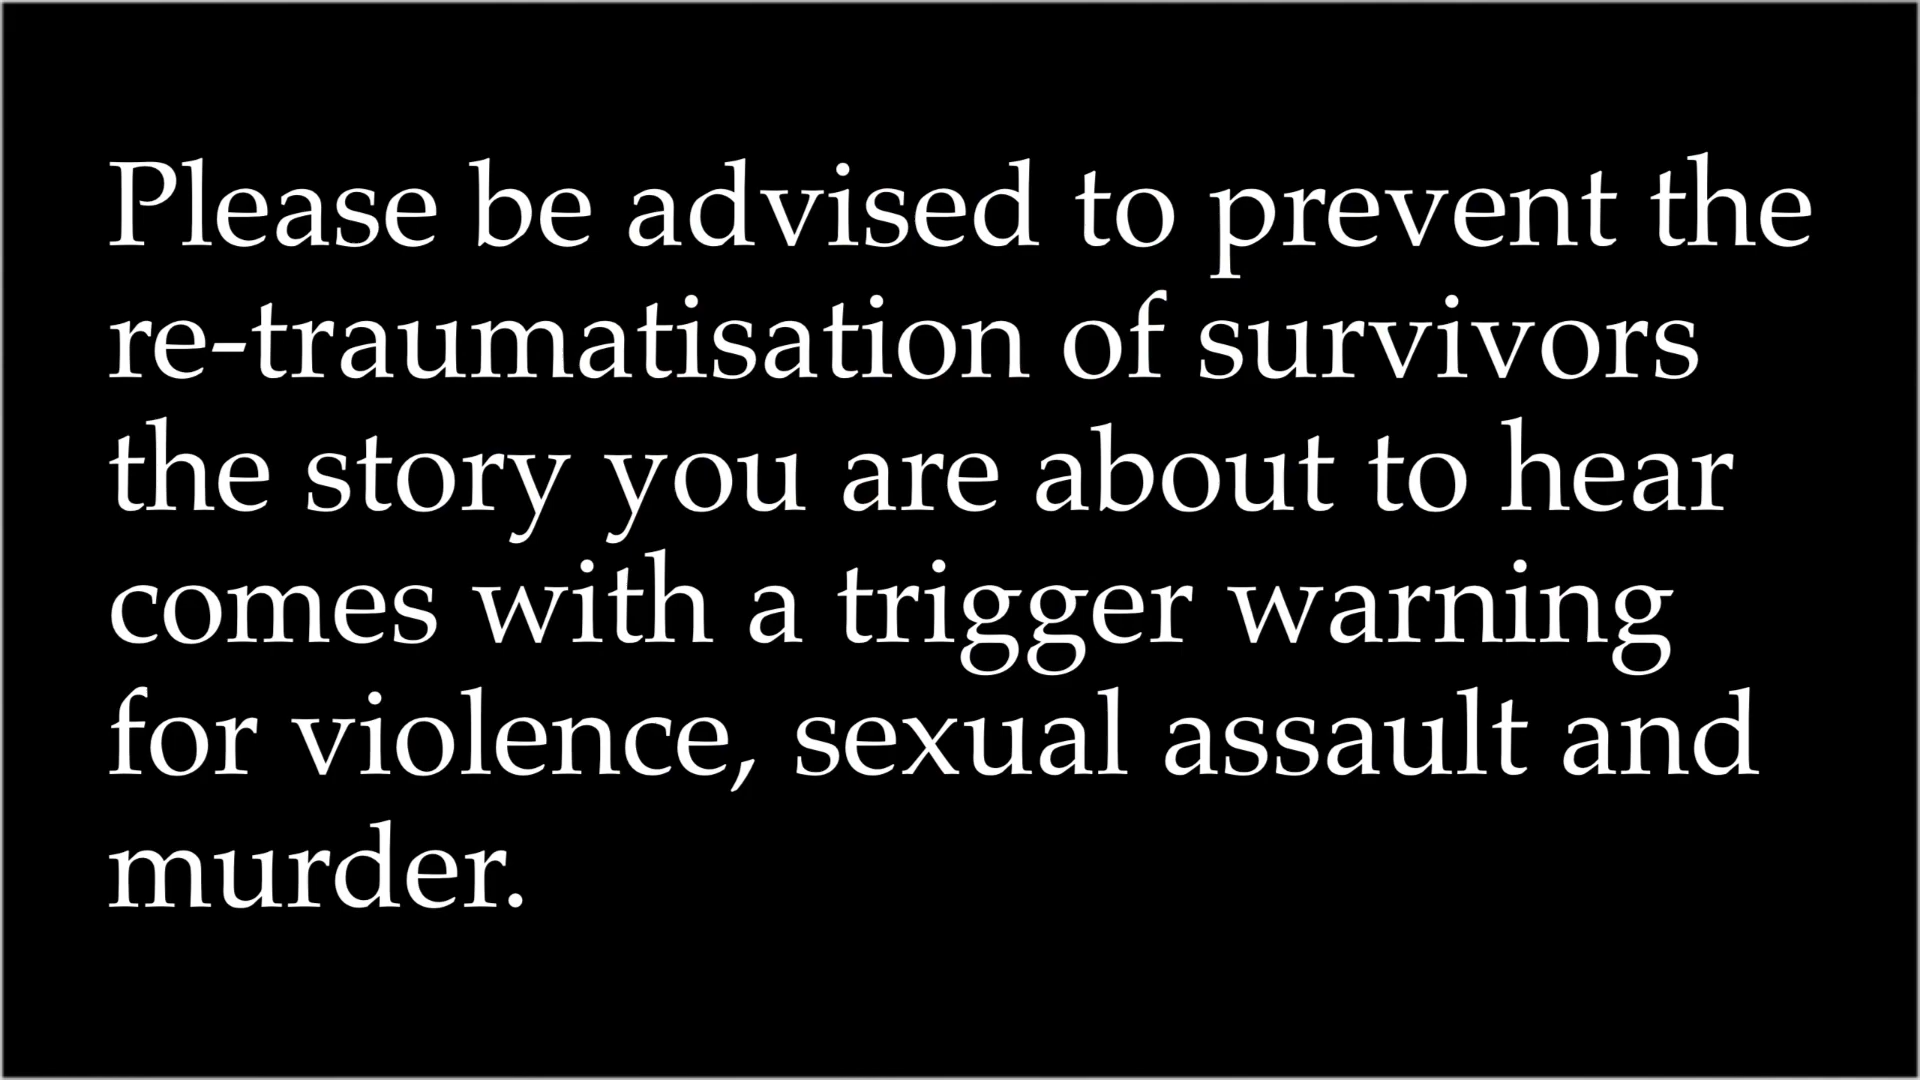 Please be advised to prevent the
re-traumatisation of survivors
the story you are about to hear
comes with a trigger warning
for violence, sexual assault and
murder.